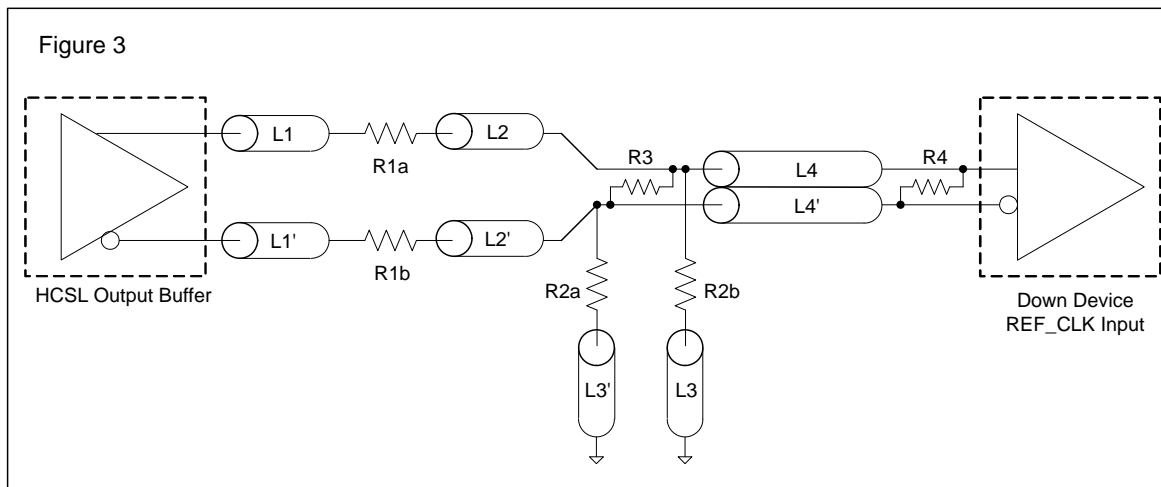 Figure 3
L1
R1a
L2
R3
L4
R4
L1'
R1b
L2'
L4'
HCSL Output Buffer
R2a
R2b
Down Device
REF_CLK Input
L3'
L3